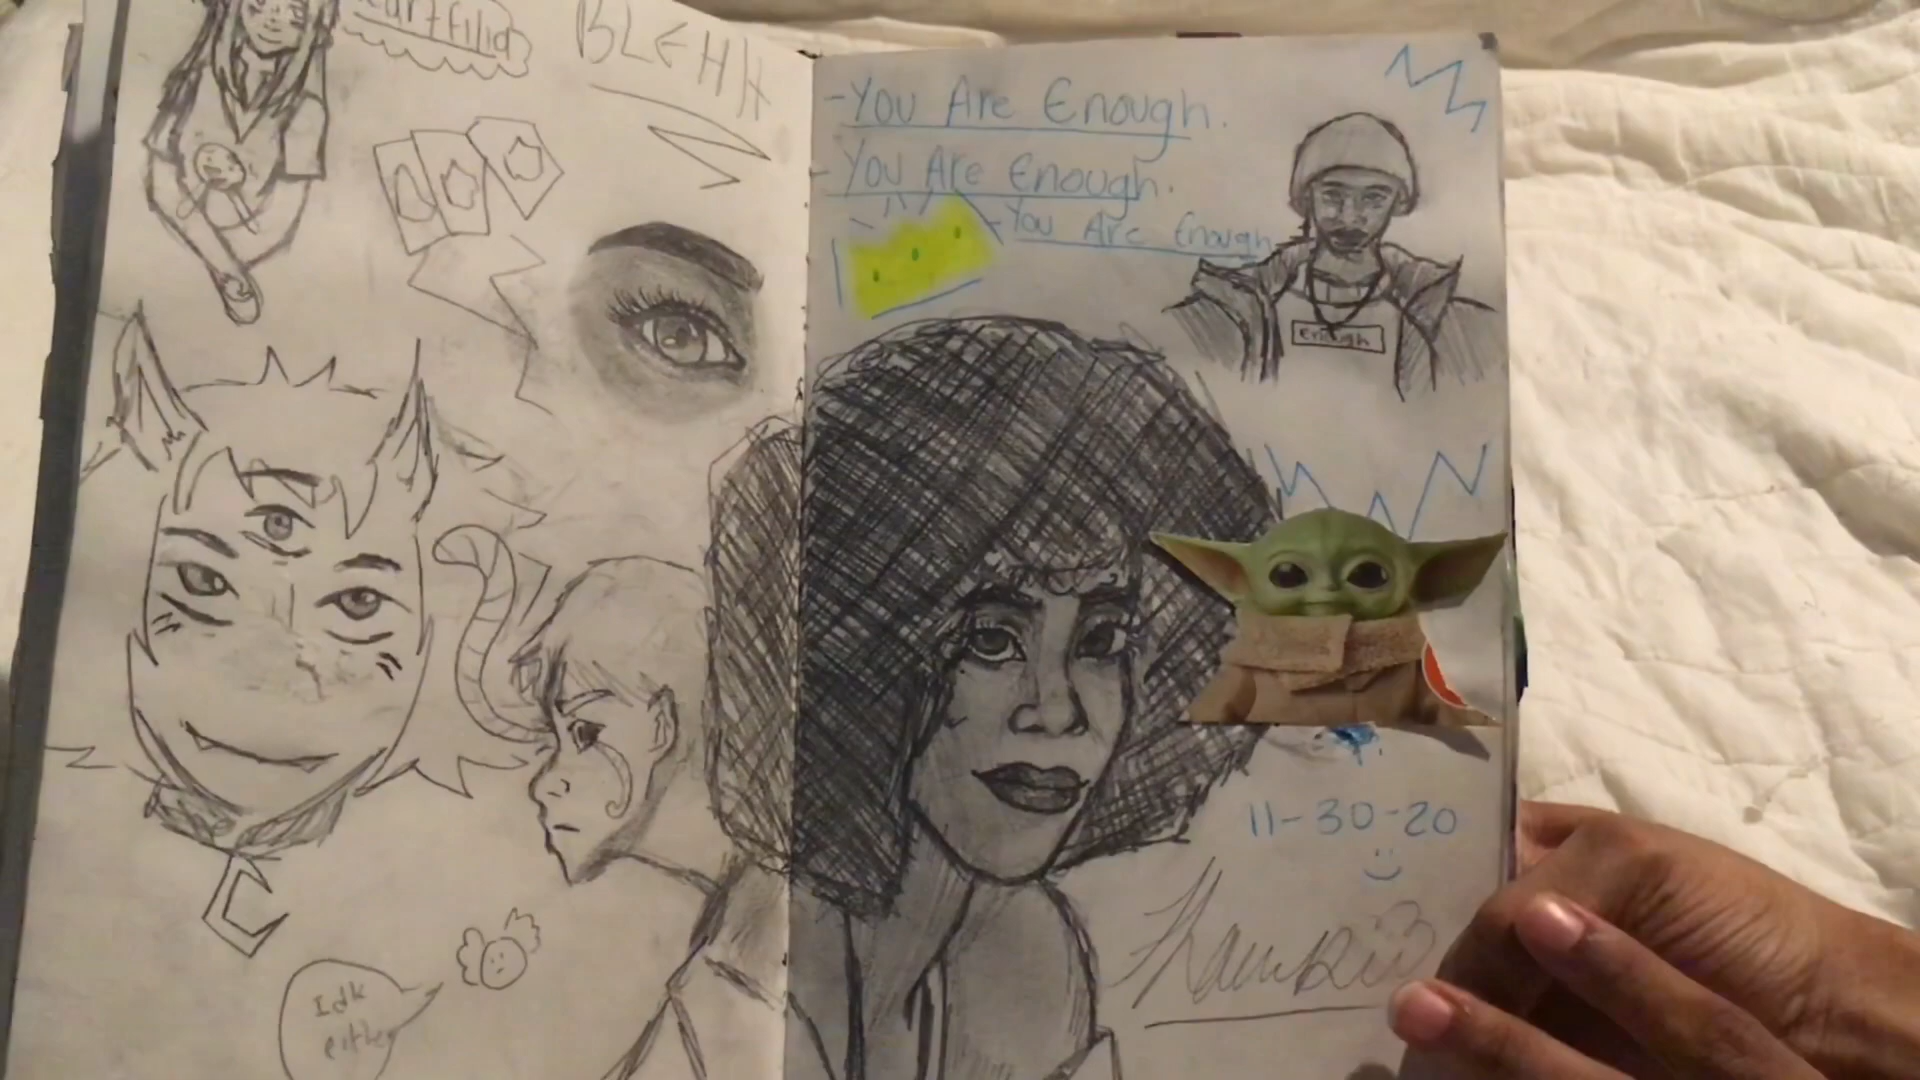 BLEHH
Idk
either
-You Are Enough.
-You Are Enough.
-You Are Enough
Enough
11-30-20